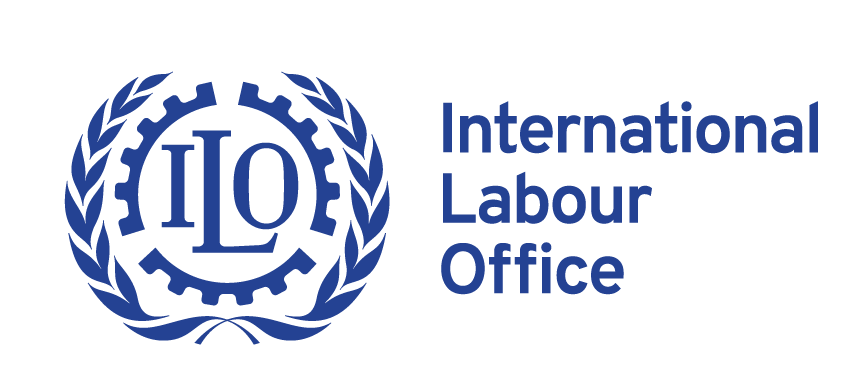 ILO
International
Labour
Office